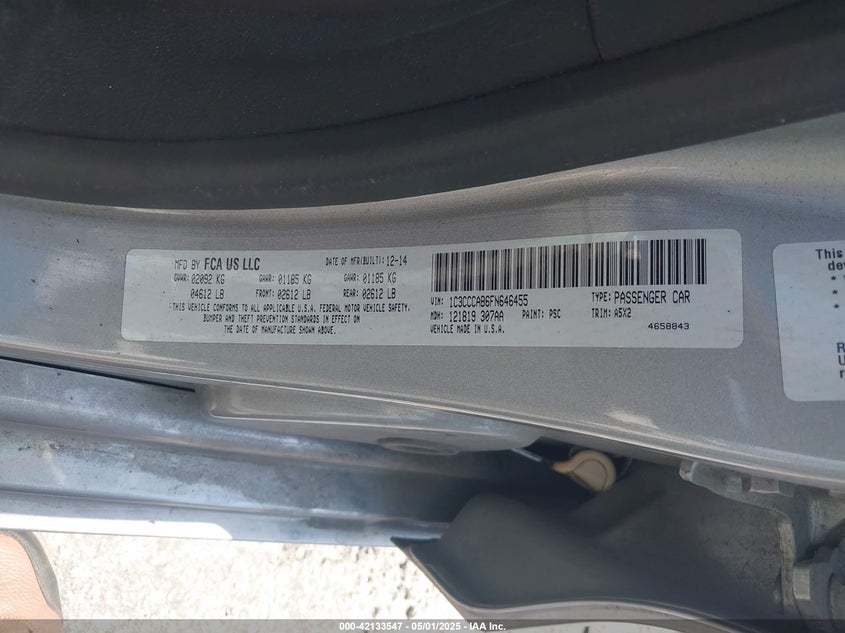 MFD BY FCA US LLC DATE OF MFR(BUILT): 12-14
GVWR: 02092 KG GAWR: 01185 KG GAWR: 01185 KG
04612 LB FRONT: 02612 LB REAR: 02612 LB
THIS VEHICLE CONFORMS TO ALL APPLICABLE U.S.A. FEDERAL MOTOR VEHICLE SAFETY,
BUMPER AND THEFT PREVENTION STANDARDS IN EFFECT ON
THE DATE OF MANUFACTURE SHOWN ABOVE.
VIN: 1C3CCCAB6FN646455 TYPE: PASSENGER CAR
MDH: 121819 307AA PAINT: PSC TRIM: A5X2
VEHICLE MADE IN U.S.A. 4658843
This
de
*
*
R
U
r
000-42133547 - 05/01/2025 - IAA Inc.